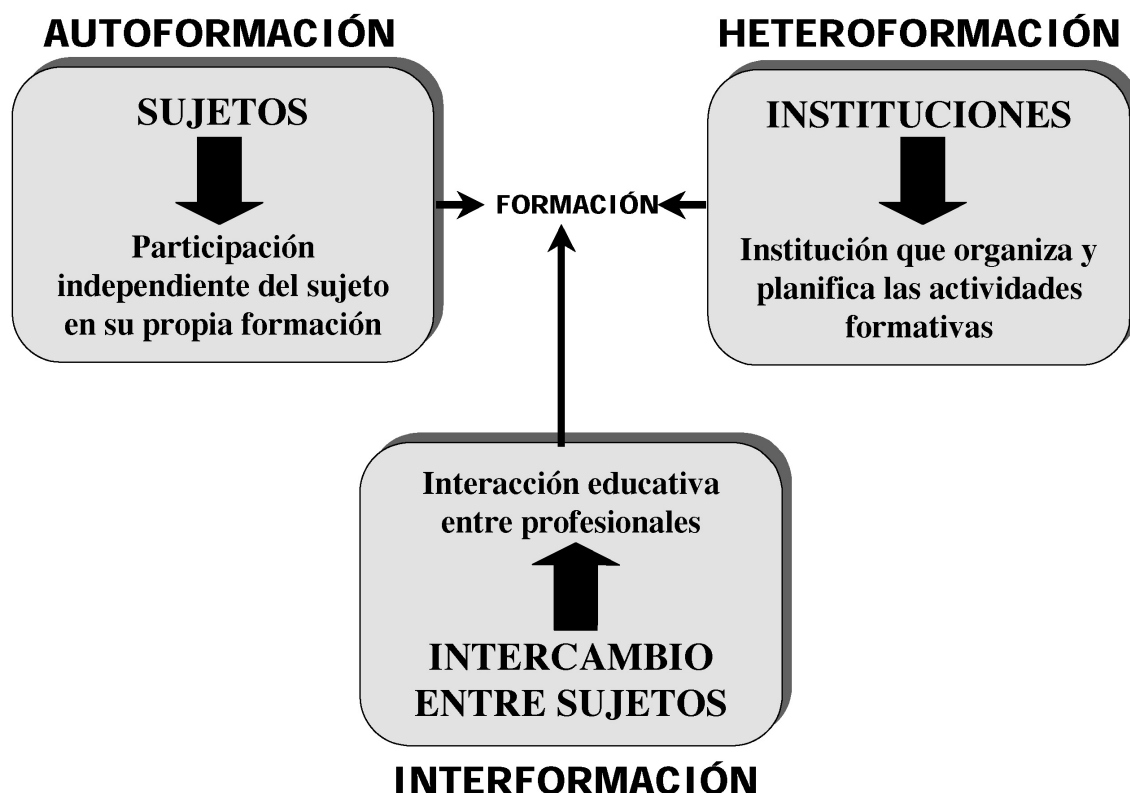 AUTOFORMACIÓN
SUJETOS
Participación
independiente del sujeto
en su propia formación
HETEROFORMACIÓN
INSTITUCIONES
Institución que organiza y
planifica las actividades
formativas
FORMACIÓN
Interacción educativa
entre profesionales
INTERCAMBIO
ENTRE SUJETOS
INTERFORMACIÓN